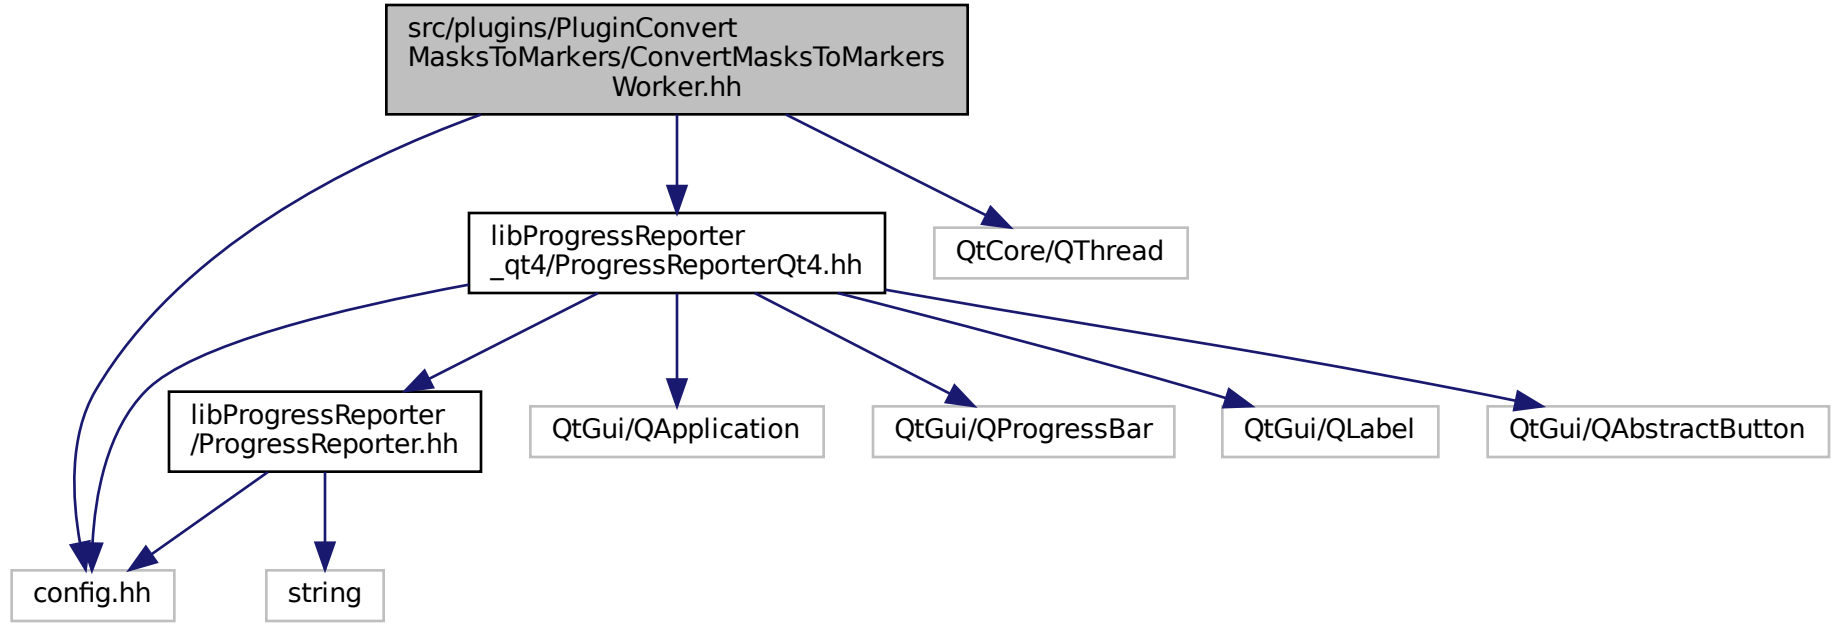 src/plugins/PluginConvert
MasksToMarkers/ConvertMasksToMarkers
Worker.hh
libProgressReporter
_qt4/ProgressReporterQt4.hh
QtCore/QThread
libProgressReporter
/ProgressReporter.hh
QtGui/QApplication
QtGui/QProgressBar
QtGui/QLabel
QtGui/QAbstractButton
config.hh
string